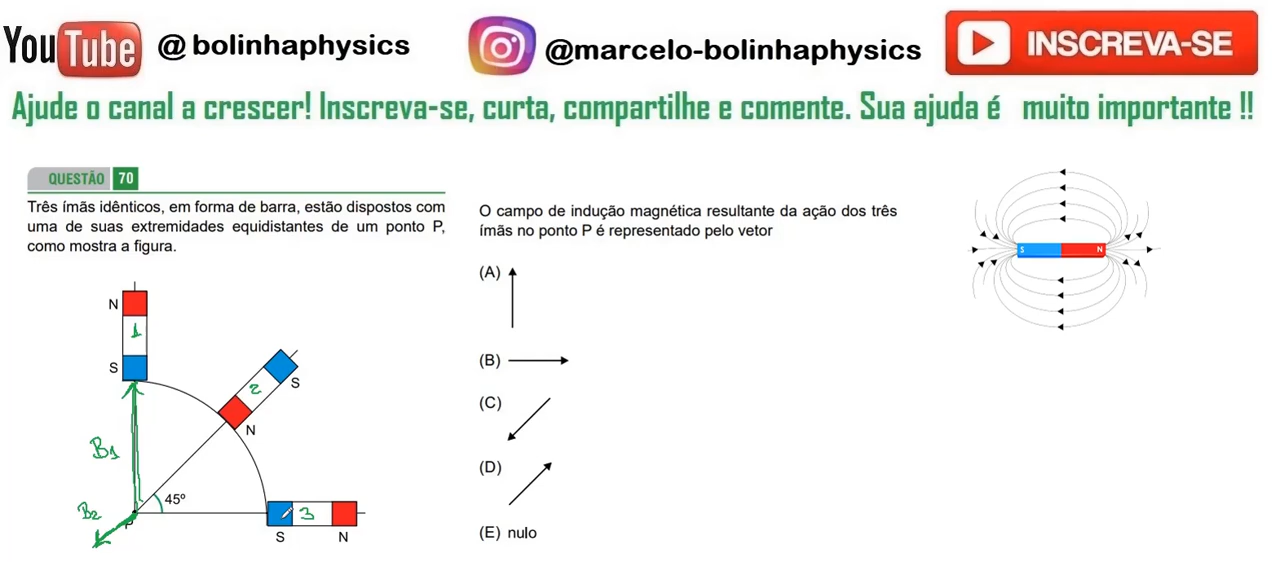 YouTube @bolinhaphysics @marcelo-bolinhaphysics INSCREVA-SE
Ajude o canal a crescer! Inscreva-se, curta, compartilhe e comente. Sua ajuda é muito importante !!
QUESTÃO 70
Três ímãs idênticos, em forma de barra, estão dispostos com
uma de suas extremidades equidistantes de um ponto P,
como mostra a figura.
N
1
S
2
S
N
B1
45º
B2
P
3
S N
O campo de indução magnética resultante da ação dos três
ímãs no ponto P é representado pelo vetor
(A)
(B)
(C)
(D)
(E) nulo
S N